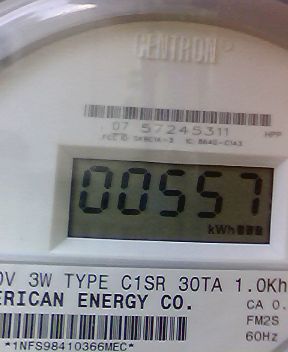 CENTRON
07 57245311
HPP
00557
kWh
0V 3W TYPE C1SR 30TA 1.0Kh
ERICAN ENERGY CO.
CA 0.
FM2S
60Hz
*1NFS98410366MEC*